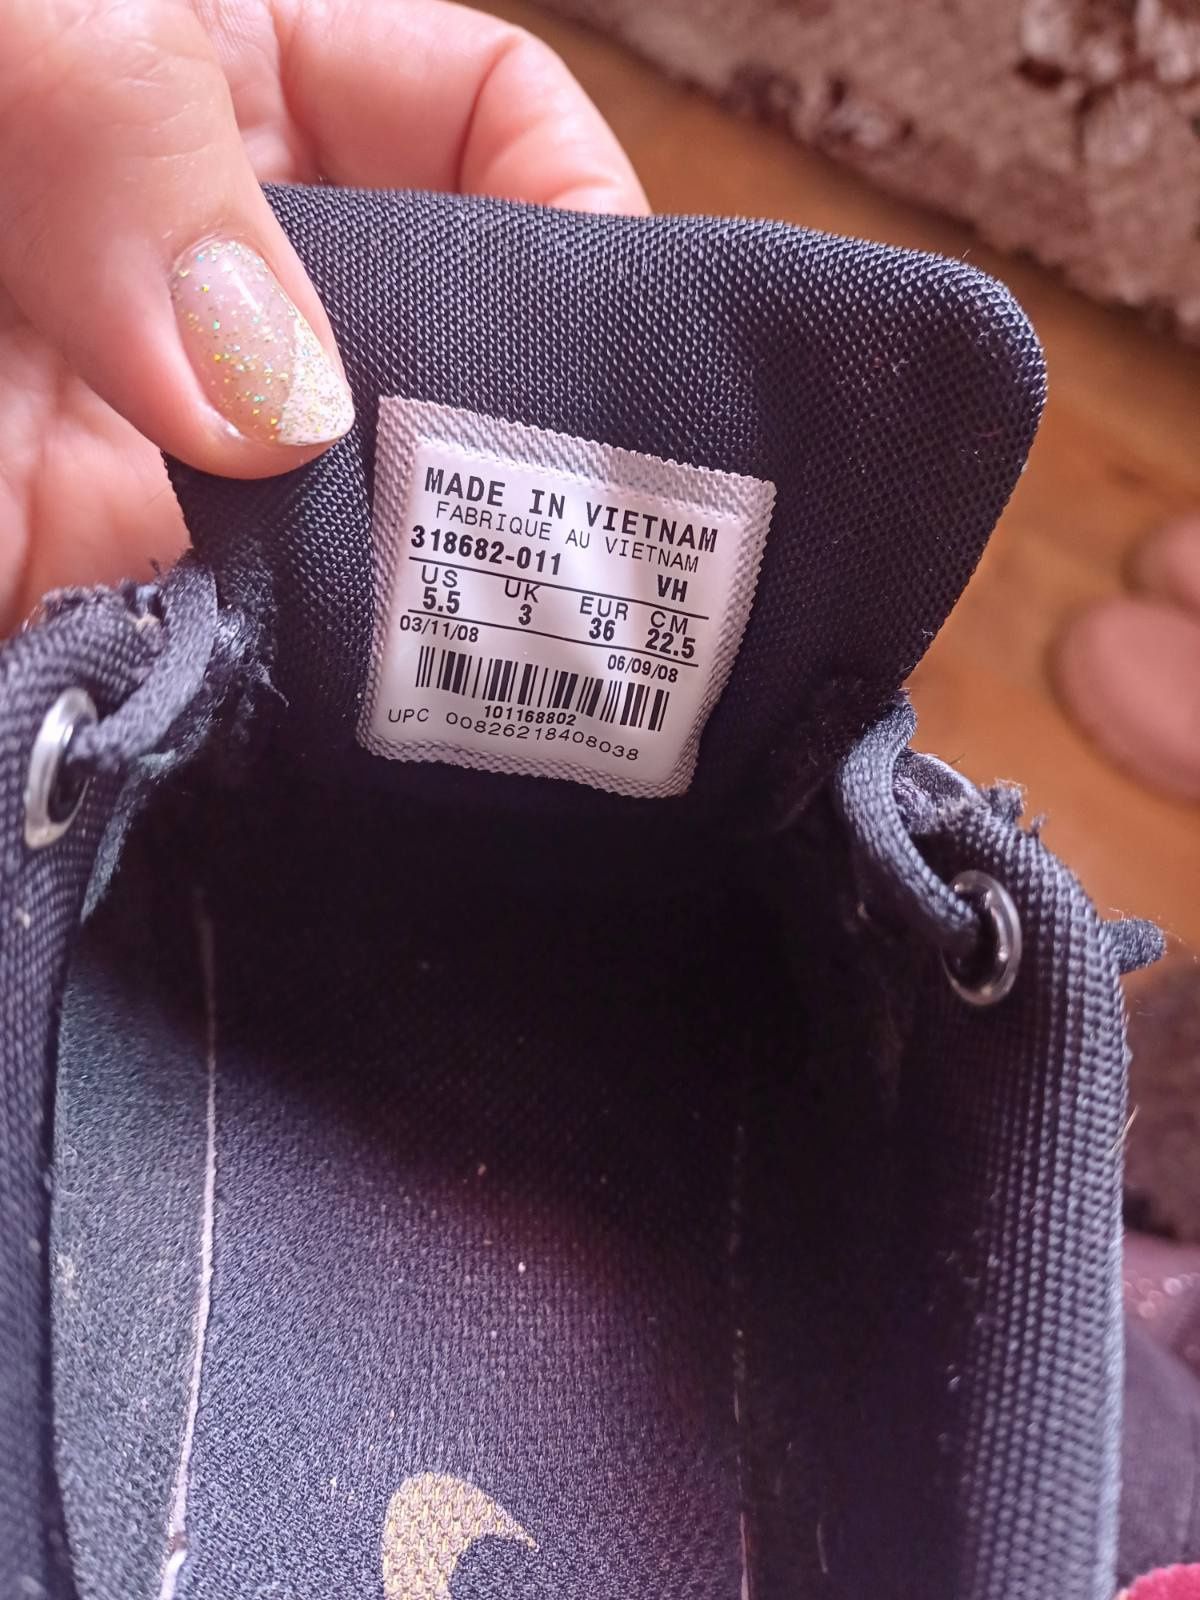 MADE IN VIETNAM
FABRIQUE AU VIETNAM
318682-011 VH
US UK EUR CM
5.5 3 36 22.5
03/11/08 06/09/08
101168802
UPC 00826218408038